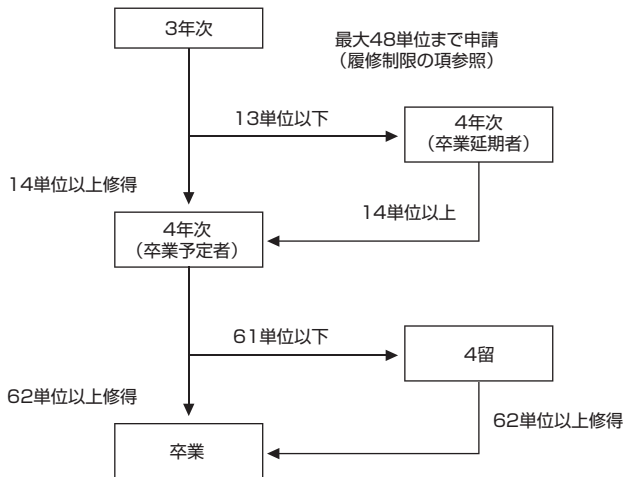 3年次
最大48単位まで申請
（履修制限の項参照）
13単位以下
4年次
（卒業延期者）
14単位以上修得
14単位以上
4年次
（卒業予定者）
61単位以下
4留
62単位以上修得
62単位以上修得
卒業